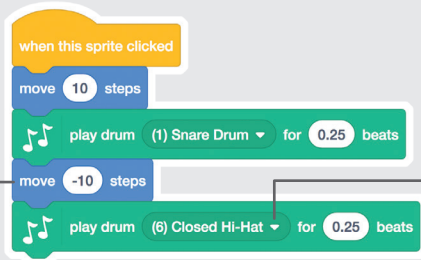 when this sprite clicked
move 10 steps
play drum (1) Snare Drum for 0.25 beats
move -10 steps
play drum (6) Closed Hi-Hat for 0.25 beats